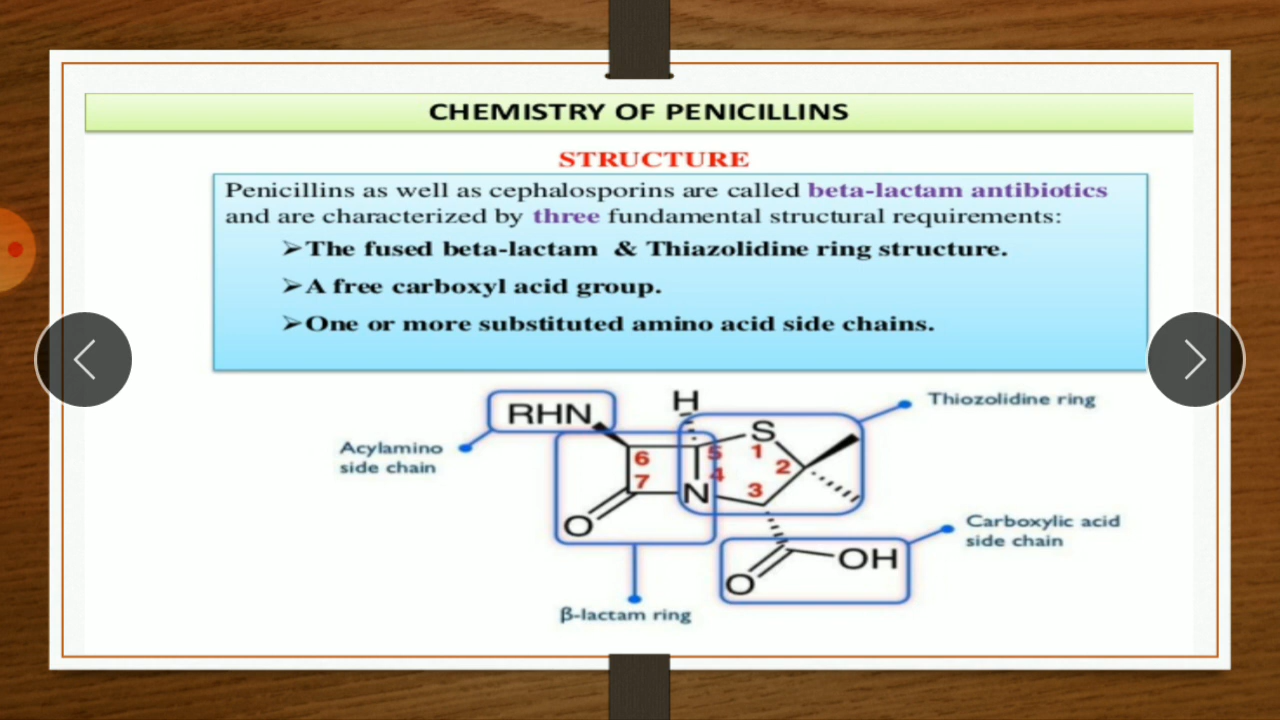 CHEMISTRY OF PENICILLINS
STRUCTURE
Penicillins as well as cephalosporins are called beta-lactam antibiotics
and are characterized by three fundamental structural requirements:
➢The fused beta-lactam & Thiazolidine ring structure.
➢A free carboxyl acid group.
➢One or more substituted amino acid side chains.
Thiozolidine ring
RHN
H
S
Acylamino
side chain
6
5
1
2
7
4
3
N
O
Carboxylic acid
side chain
OH
O
β-lactam ring